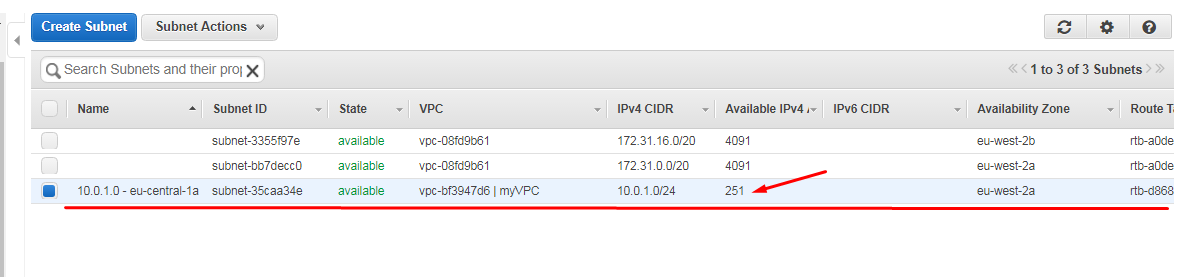 Create Subnet Subnet Actions
Search Subnets and their prop
1 to 3 of 3 Subnets
Name Subnet ID State VPC IPv4 CIDR Available IPv4 IPv6 CIDR Availability Zone Route T
subnet-3355f97e available vpc-08fd9b61 172.31.16.0/20 4091 eu-west-2b rtb-a0de
subnet-bb7decc0 available vpc-08fd9b61 172.31.0.0/20 4091 eu-west-2a rtb-a0de
10.0.1.0 - eu-central-1a subnet-35caa34e available vpc-bf3947d6 | myVPC 10.0.1.0/24 251 eu-west-2a rtb-d868